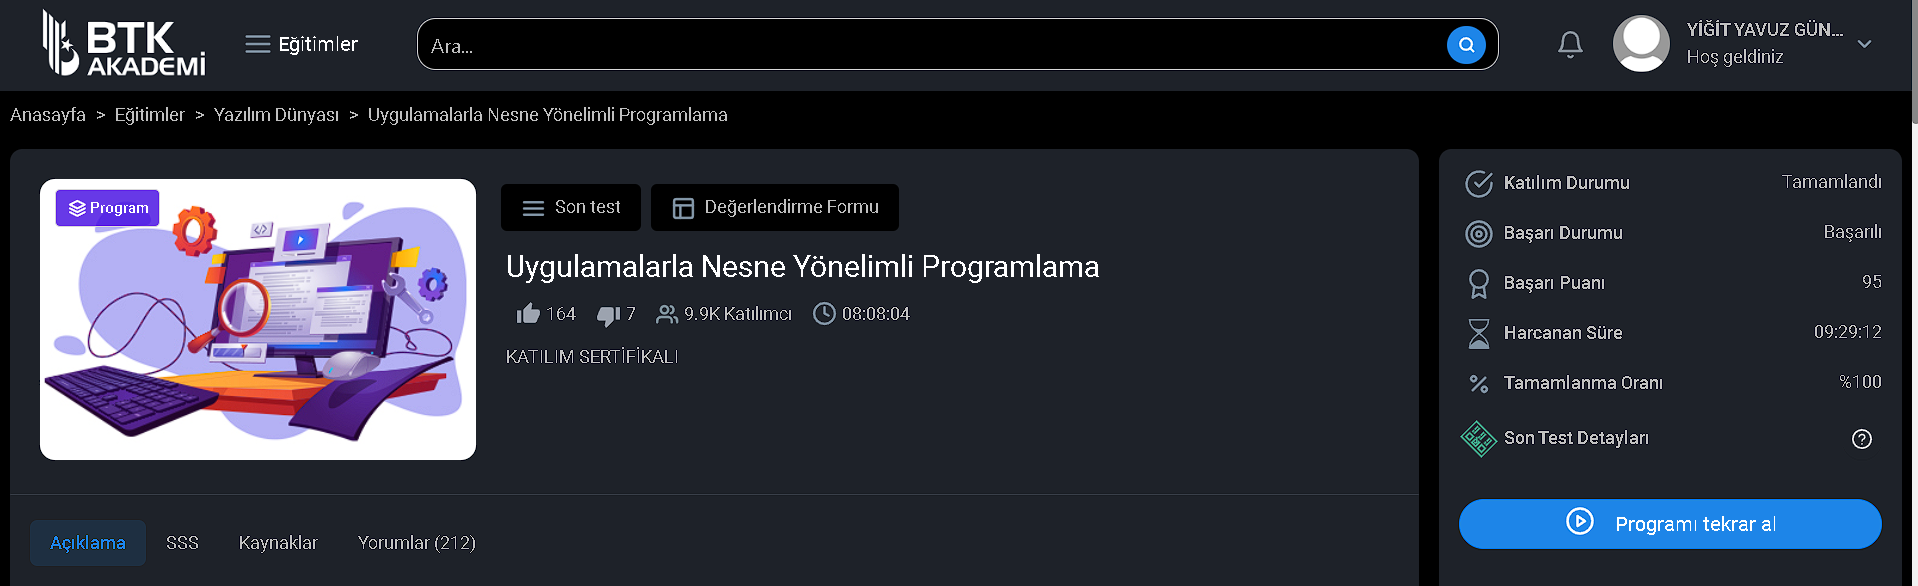 BTK
AKADEMİ
Eğitimler
Ara...
YİĞİT YAVUZ GÜN...
Hoş geldiniz
Anasayfa > Eğitimler > Yazılım Dünyası > Uygulamalarla Nesne Yönelimli Programlama
Program
Son test
Değerlendirme Formu
Uygulamalarla Nesne Yönelimli Programlama
164 7 9.9K Katılımcı 08:08:04
KATILIM SERTİFİKALI
Açıklama SSS Kaynaklar Yorumlar (212)
Katılım Durumu Tamamlandı
Başarı Durumu Başarılı
Başarı Puanı 95
Harcanan Süre 09:29:12
Tamamlanma Oranı %100
Son Test Detayları
Programı tekrar al